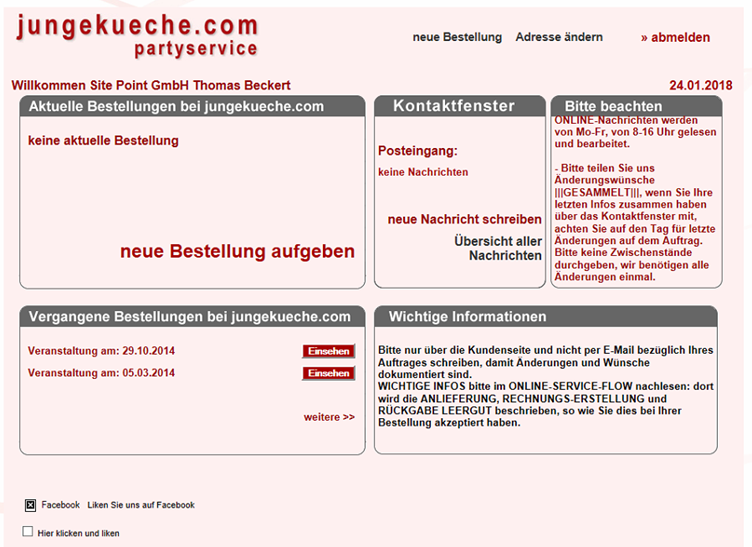 jungekueche.com
partyservice
neue Bestellung Adresse ändern » abmelden
Willkommen Site Point GmbH Thomas Beckert
24.01.2018
Aktuelle Bestellungen bei jungekueche.com
keine aktuelle Bestellung
neue Bestellung aufgeben
Kontaktfenster
Posteingang:
keine Nachrichten
neue Nachricht schreiben
Übersicht aller
Nachrichten
Bitte beachten
ONLINE-Nachrichten werden
von Mo-Fr, von 8-16 Uhr gelesen
und bearbeitet.
- Bitte teilen Sie uns
Änderungswünsche
|||GESAMMELT|||, wenn Sie Ihre
letzten Infos zusammen haben
über das Kontaktfenster mit,
achten Sie auf den Tag für letzte
Änderungen auf dem Auftrag.
Bitte keine Zwischenstände
durchgeben, wir benötigen alle
Änderungen einmal.
Vergangene Bestellungen bei jungekueche.com
Veranstaltung am: 29.10.2014 Einsehen
Veranstaltung am: 05.03.2014 Einsehen
weitere >>
Wichtige Informationen
Bitte nur über die Kundenseite und nicht per E-Mail bezüglich Ihres
Auftrages schreiben, damit Änderungen und Wünsche
dokumentiert sind.
WICHTIGE INFOS bitte im ONLINE-SERVICE-FLOW nachlesen: dort
wird die ANLIEFERUNG, RECHNUNGS-ERSTELLUNG und
RÜCKGABE LEERGUT beschrieben, so wie Sie dies bei Ihrer
Bestellung akzeptiert haben.
Facebook Liken Sie uns auf Facebook
Hier klicken und liken